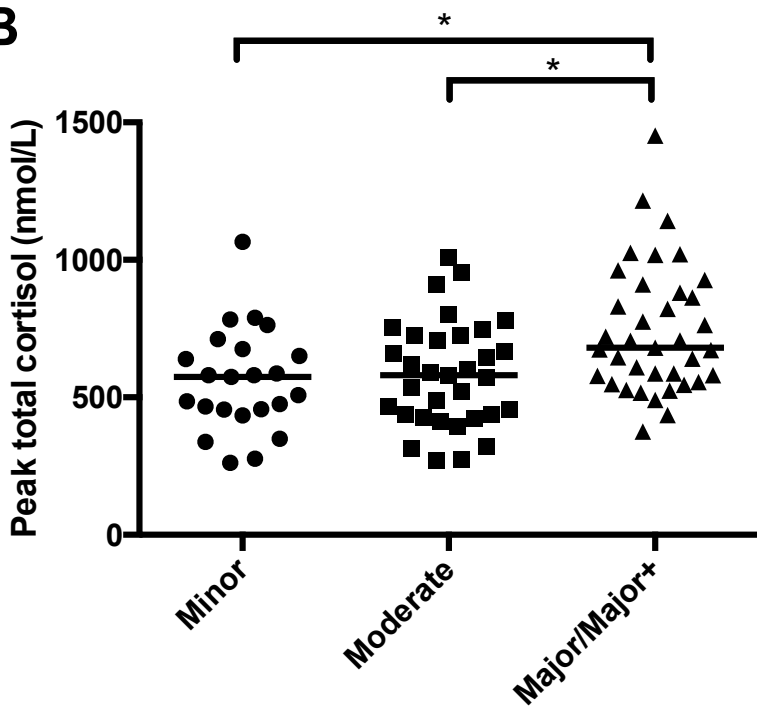 B
*
*
Peak total cortisol (nmol/L)
1500
1000
500
0
Minor
Moderate
Major/Major+